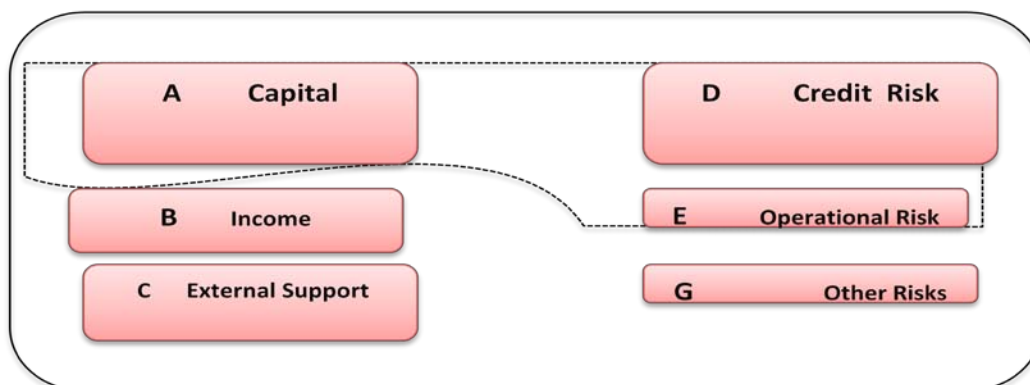 A Capital
B Income
C External Support
D Credit Risk
E Operational Risk
G Other Risks